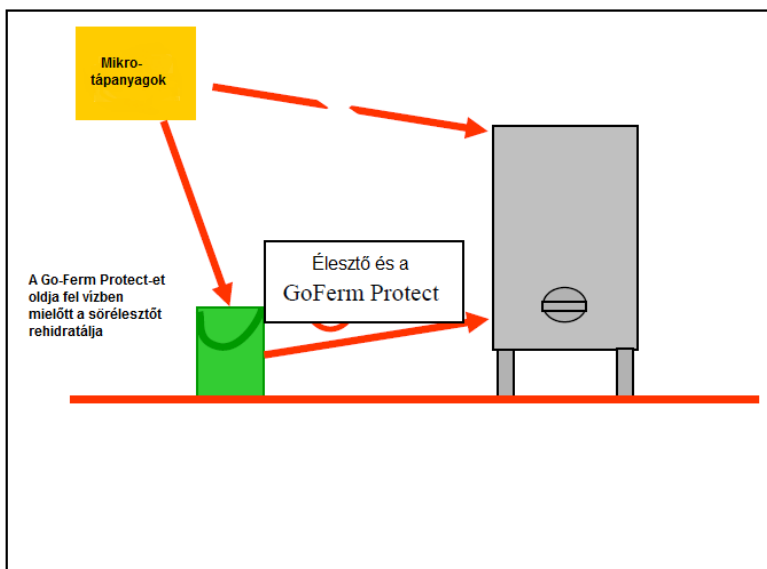 Mikro-
tápanyagok
A Go-Ferm Protect-et
oldja fel vízben
mielőtt a sörélesztőt
rehidratálja
Élesztő és a
GoFerm Protect